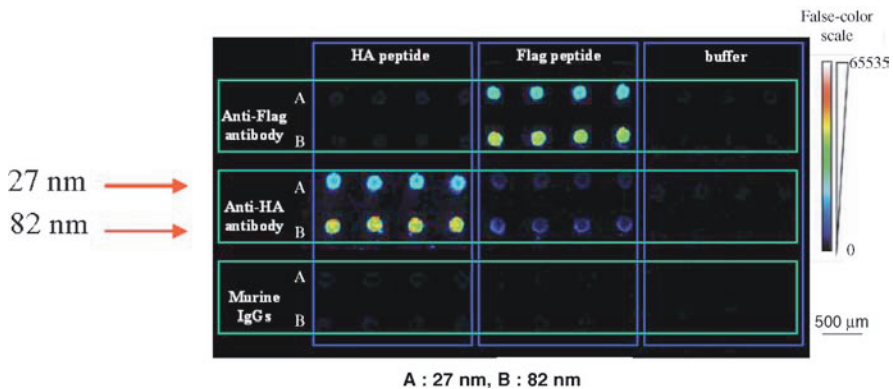 False-color
scale
65535
0
HA peptide
Flag peptide
buffer
Anti-Flag
antibody
A
B
27 nm
82 nm
Anti-HA
antibody
A
B
Murine
IgGs
A
B
500 µm
A : 27 nm, B : 82 nm